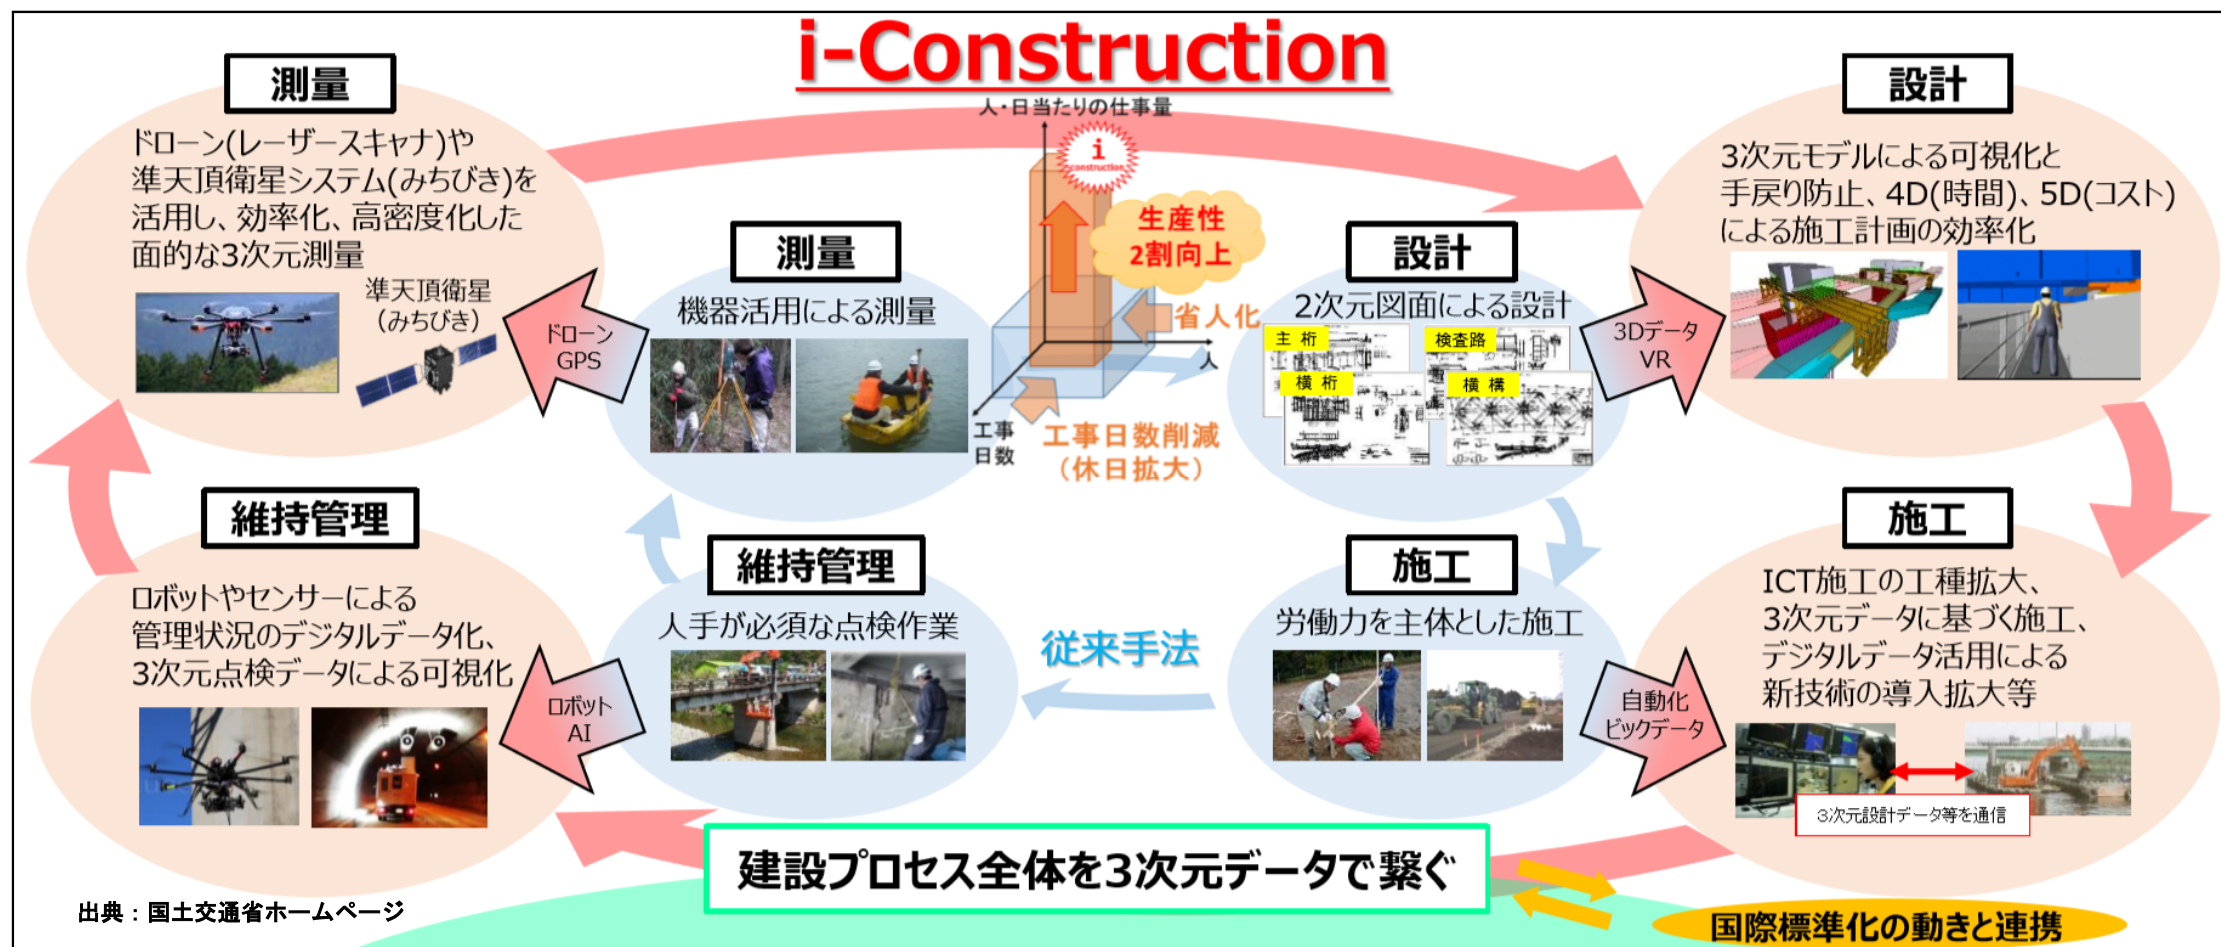 i-Construction
測量
ドローン(レーザースキャナ)や
準天頂衛星システム(みちびき)を
活用し、効率化、高密度化した
面的な3次元測量
準天頂衛星
(みちびき)
ドローン
GPS
測量
機器活用による測量
人・日当たりの仕事量
i
construction
生産性
2割向上
省人化
人
工事
日数
工事日数削減
(休日拡大)
設計
2次元図面による設計
主 桁
検査路
横 桁
横 構
3Dデータ
VR
設計
3次元モデルによる可視化と
手戻り防止、4D(時間)、5D(コスト)
による施工計画の効率化
維持管理
ロボットやセンサーによる
管理状況のデジタルデータ化、
3次元点検データによる可視化
ロボット
AI
維持管理
人手が必須な点検作業
従来手法
施工
労働力を主体とした施工
自動化
ビックデータ
施工
ICT施工の工種拡大、
3次元データに基づく施工、
デジタルデータ活用による
新技術の導入拡大等
3次元設計データ等を通信
建設プロセス全体を3次元データで繋ぐ
国際標準化の動きと連携
出典：国土交通省ホームページ